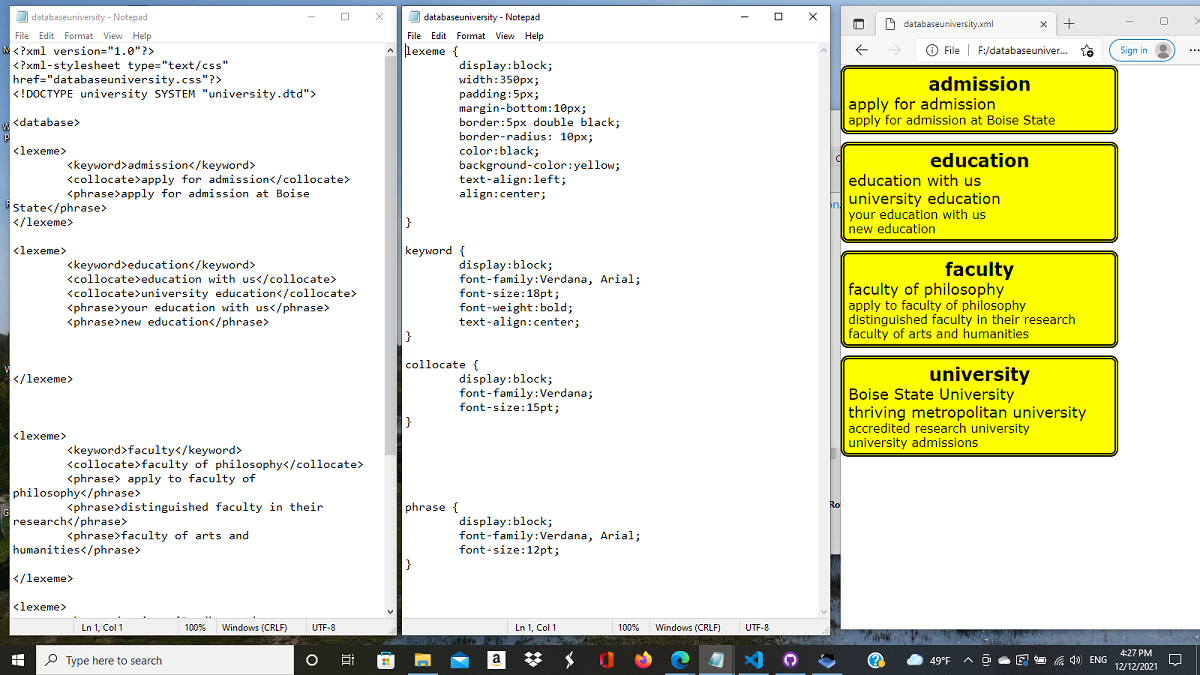 databaseuniversity - Notepad
File Edit Format View Help
<?xml version="1.0"?>
<?xml-stylesheet type="text/css"
href="databaseuniversity.css"?>
<!DOCTYPE university SYSTEM "university.dtd">
<database>
<lexeme>
<keyword>admission</keyword>
<collocate>apply for admission</collocate>
<phrase>apply for admission at Boise
State</phrase>
</lexeme>
<lexeme>
<keyword>education</keyword>
<collocate>education with us</collocate>
<collocate>university education</collocate>
<phrase>your education with us</phrase>
<phrase>new education</phrase>
</lexeme>
<lexeme>
<keyword>faculty</keyword>
<collocate>faculty of philosophy</collocate>
<phrase> apply to faculty of
philosophy</phrase>
<phrase>distinguished faculty in their
research</phrase>
<phrase>faculty of arts and
humanities</phrase>
</lexeme>
<lexeme>
Ln 1, Col 1 100% Windows (CRLF) UTF-8
databaseuniversity - Notepad
File Edit Format View Help
lexeme {
display:block;
width:350px;
padding:5px;
margin-bottom:10px;
border:5px double black;
border-radius: 10px;
color:black;
background-color:yellow;
text-align:left;
align:center;
}
keyword {
display:block;
font-family:Verdana, Arial;
font-size:18pt;
font-weight:bold;
text-align:center;
}
collocate {
display:block;
font-family:Verdana;
font-size:15pt;
}
phrase {
display:block;
font-family:Verdana, Arial;
font-size:12pt;
}
Ln 1, Col 1 100% Windows (CRLF) UTF-8
databaseuniversity.xml
File F:/databaseuniver... Sign in
admission
apply for admission
apply for admission at Boise State
education
education with us
university education
your education with us
new education
faculty
faculty of philosophy
apply to faculty of philosophy
distinguished faculty in their research
faculty of arts and humanities
university
Boise State University
thriving metropolitan university
accredited research university
university admissions
Type here to search
49°F
ENG
4:27 PM
12/12/2021